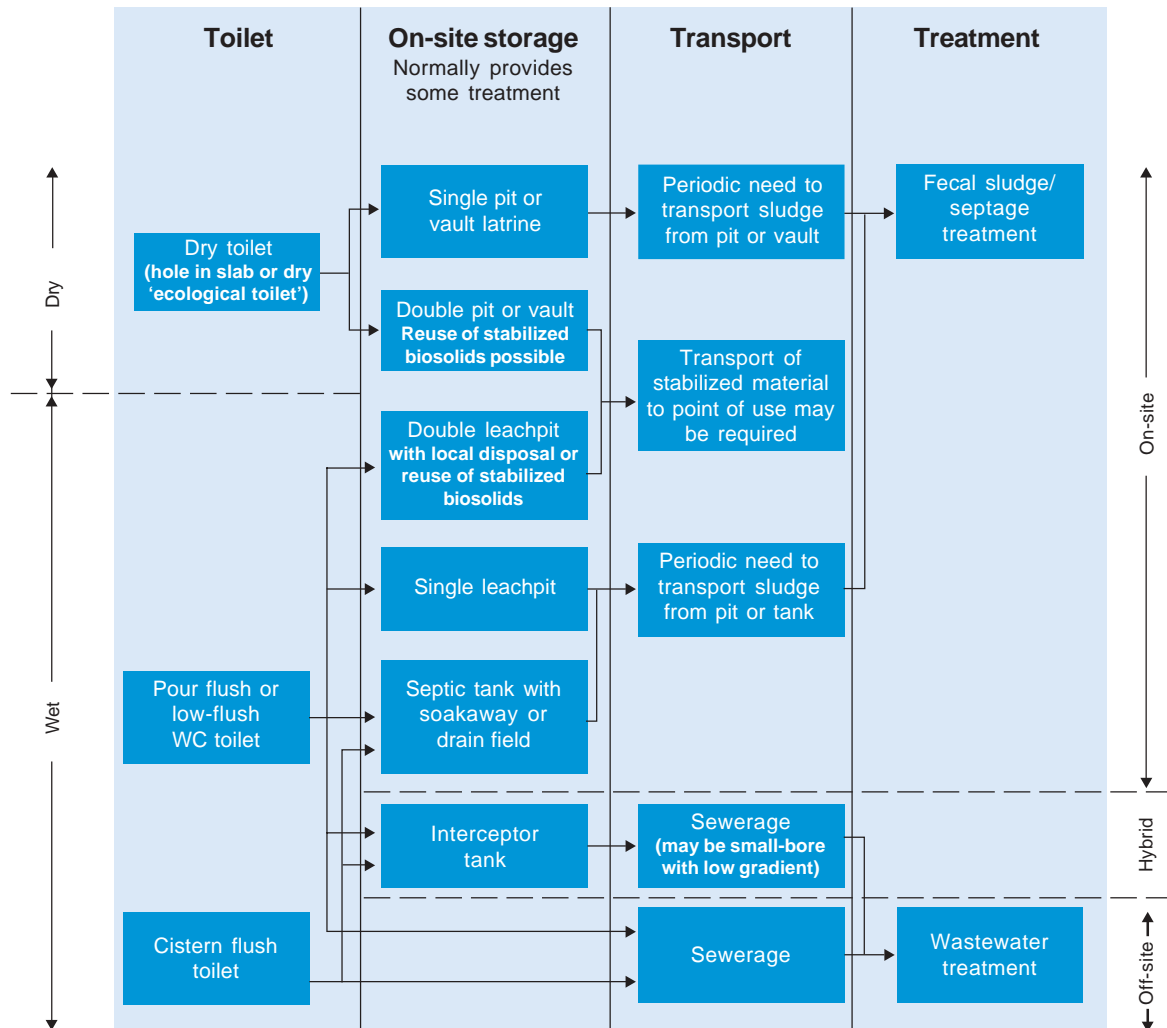 Toilet
On-site storage
Normally provides
some treatment
Transport
Treatment
Dry
Wet
Dry toilet
(hole in slab or dry
‘ecological toilet’)
Pour flush or
low-flush
WC toilet
Cistern flush
toilet
Single pit or
vault latrine
Double pit or vault
Reuse of stabilized
biosolids possible
Double leachpit
with local disposal or
reuse of stabilized
biosolids
Single leachpit
Septic tank with
soakaway or
drain field
Interceptor
tank
Periodic need to
transport sludge
from pit or vault
Transport of
stabilized material
to point of use may
be required
Periodic need to
transport sludge
from pit or tank
Sewerage
(may be small-bore
with low gradient)
Sewerage
Fecal sludge/
septage
treatment
Wastewater
treatment
On-site
Hybrid
Off-site